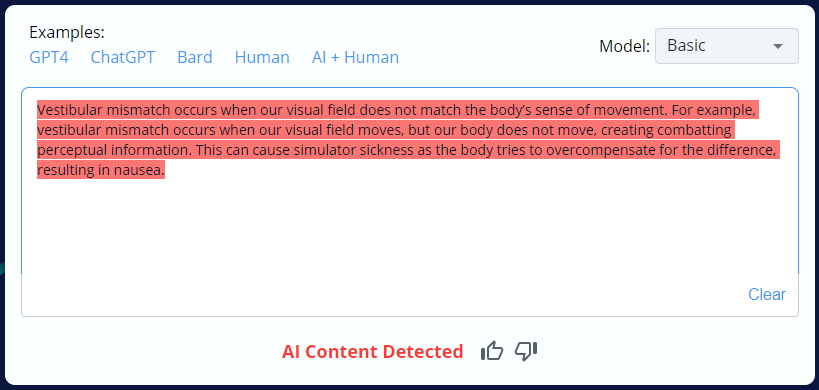 Examples:
GPT4 ChatGPT Bard Human AI + Human
Model: Basic
Vestibular mismatch occurs when our visual field does not match the body’s sense of movement. For example,
vestibular mismatch occurs when our visual field moves, but our body does not move, creating combatting
perceptual information. This can cause simulator sickness as the body tries to overcompensate for the difference,
resulting in nausea.
Clear
AI Content Detected